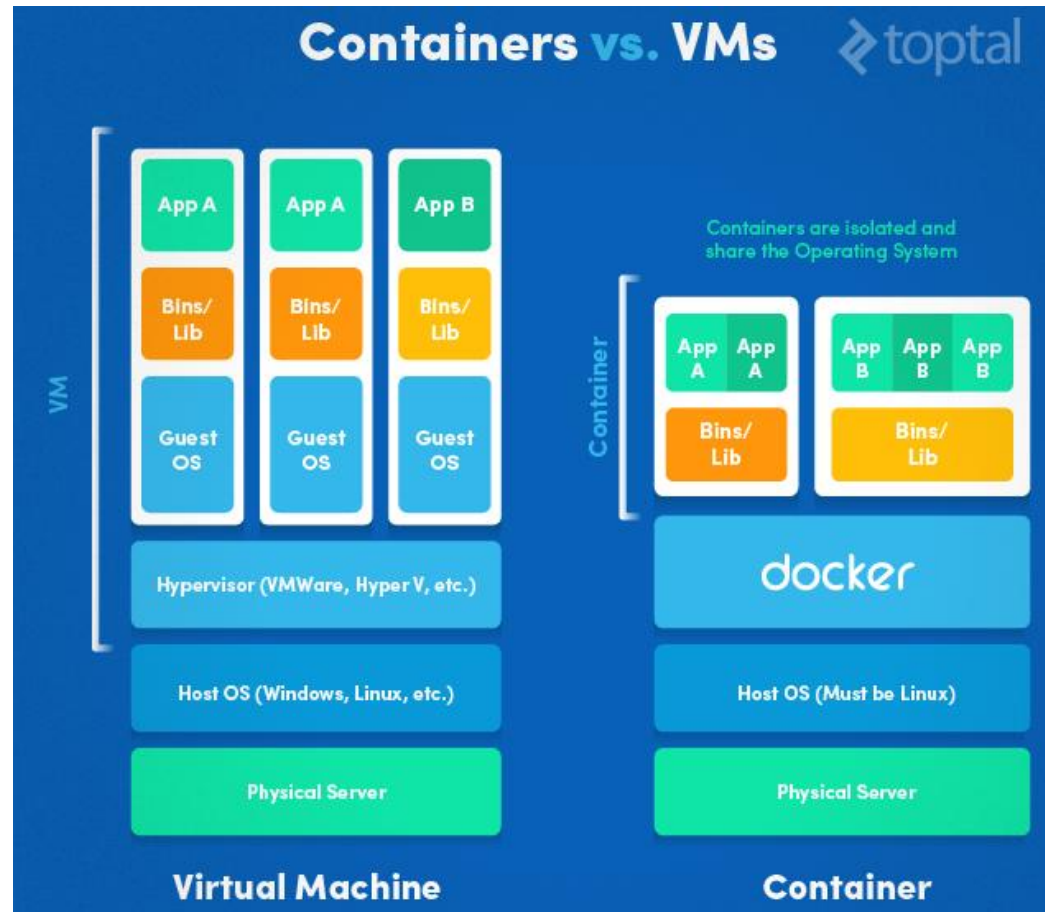 Containers vs. VMs
toptal
VM
App A
App A
App B
Bins/
Lib
Bins/
Lib
Bins/
Lib
Guest
OS
Guest
OS
Guest
OS
Hypervisor (VMWare, Hyper V, etc.)
Host OS (Windows, Linux, etc.)
Physical Server
Virtual Machine
Containers are isolated and
share the Operating System
Container
App
A
App
A
App
B
App
B
App
B
Bins/
Lib
Bins/
Lib
docker
Host OS (Must be Linux)
Physical Server
Container